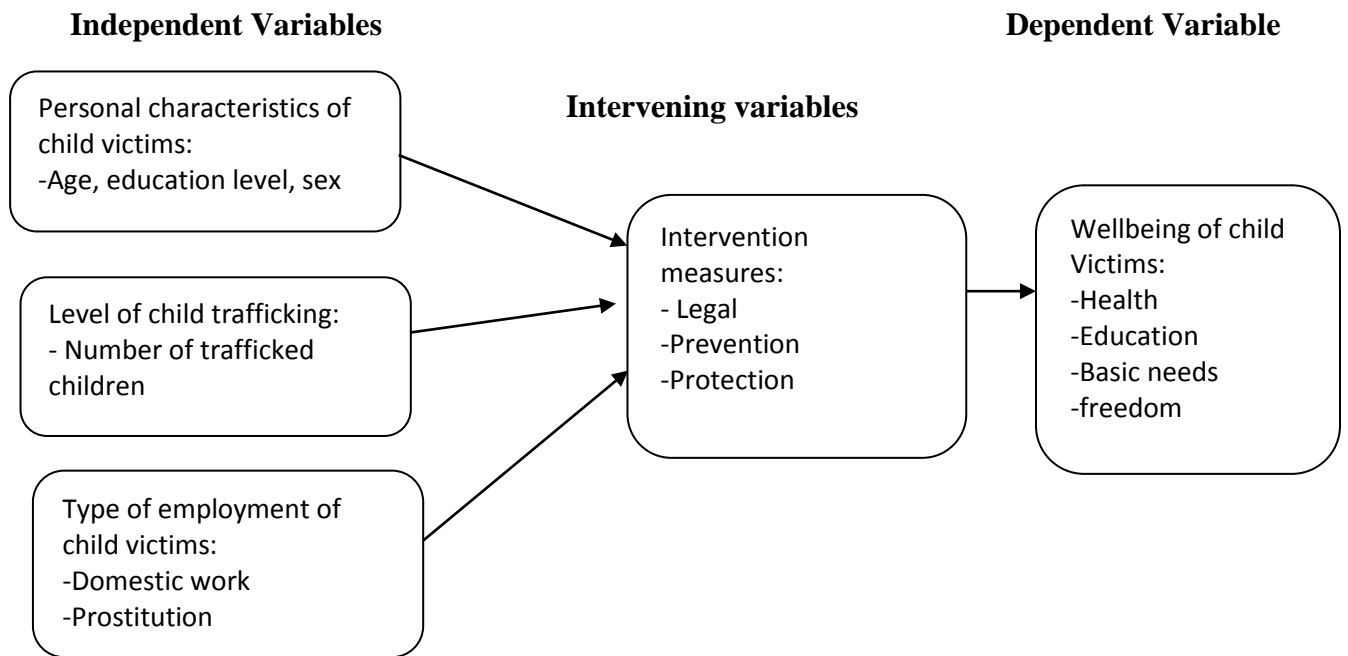 Independent Variables
Dependent Variable
Intervening variables
Personal characteristics of
child victims:
-Age, education level, sex
Level of child trafficking:
- Number of trafficked
children
Type of employment of
child victims:
-Domestic work
-Prostitution
Intervention
measures:
- Legal
-Prevention
-Protection
Wellbeing of child
Victims:
-Health
-Education
-Basic needs
-freedom